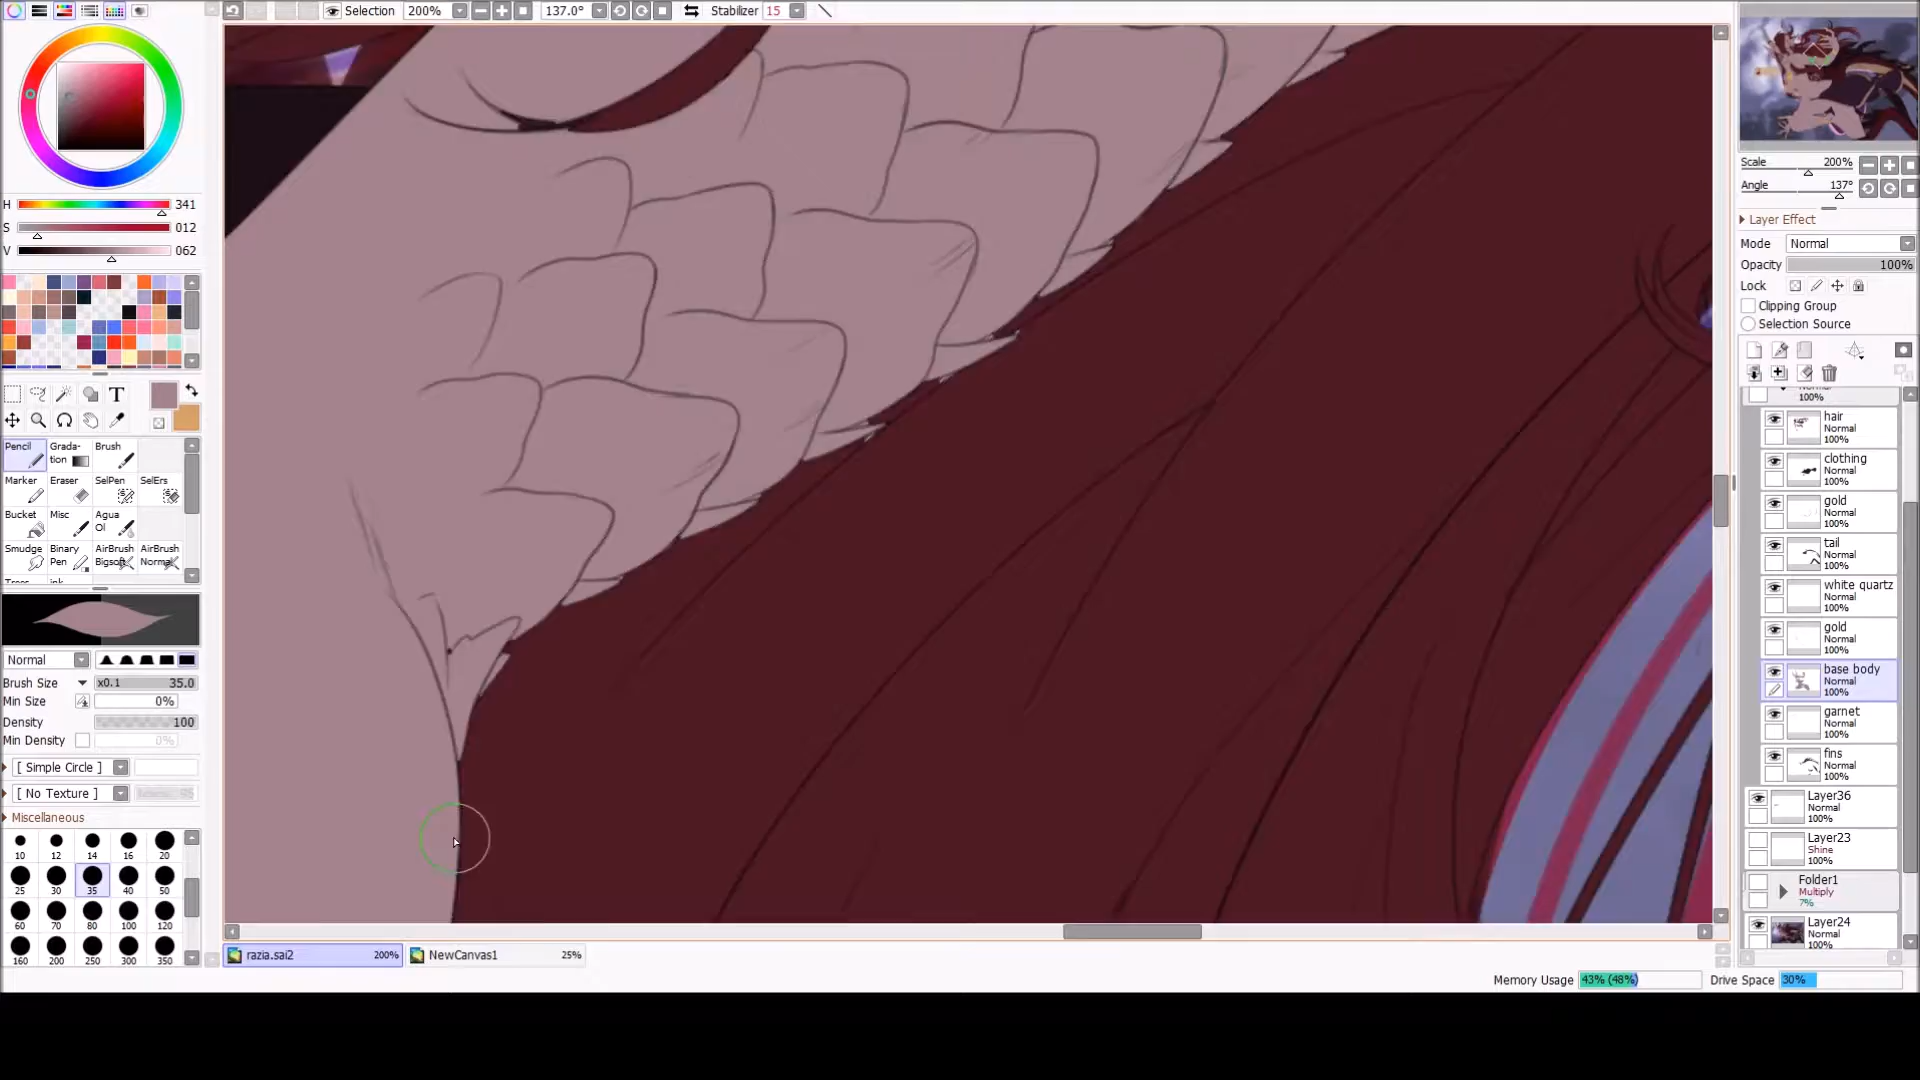 Selection 200% 137.0° Stabilizer 15
H 341
S 012
V 062
Scale 200%
Angle 137°
Layer Effect
Mode Normal
Opacity 100%
Lock
Clipping Group
Selection Source
100%
hair
Normal
100%
clothing
Normal
100%
gold
Normal
100%
tail
Normal
100%
white quartz
Normal
100%
gold
Normal
100%
base body
Normal
100%
garnet
Normal
100%
fins
Normal
100%
Layer36
Normal
100%
Layer23
Shine
100%
Folder1
Multiply
7%
Layer24
Normal
100%
T
Pencil Grada-tion Brush
Marker Eraser SelPen SelErs
Bucket Misc Agua Ol
Smudge Binary Pen AirBrush Bigsoft AirBrush Normal
Trees ink
Normal
Brush Size x0.1 35.0
Min Size 0%
Density 100
Min Density 0%
[ Simple Circle ]
[ No Texture ]
Miscellaneous
10 12 14 16 20
25 30 35 40 50
60 70 80 100 120
160 200 250 300 350
razia.sai2 200% NewCanvas1 25%
Memory Usage 43% (48%) Drive Space 30%